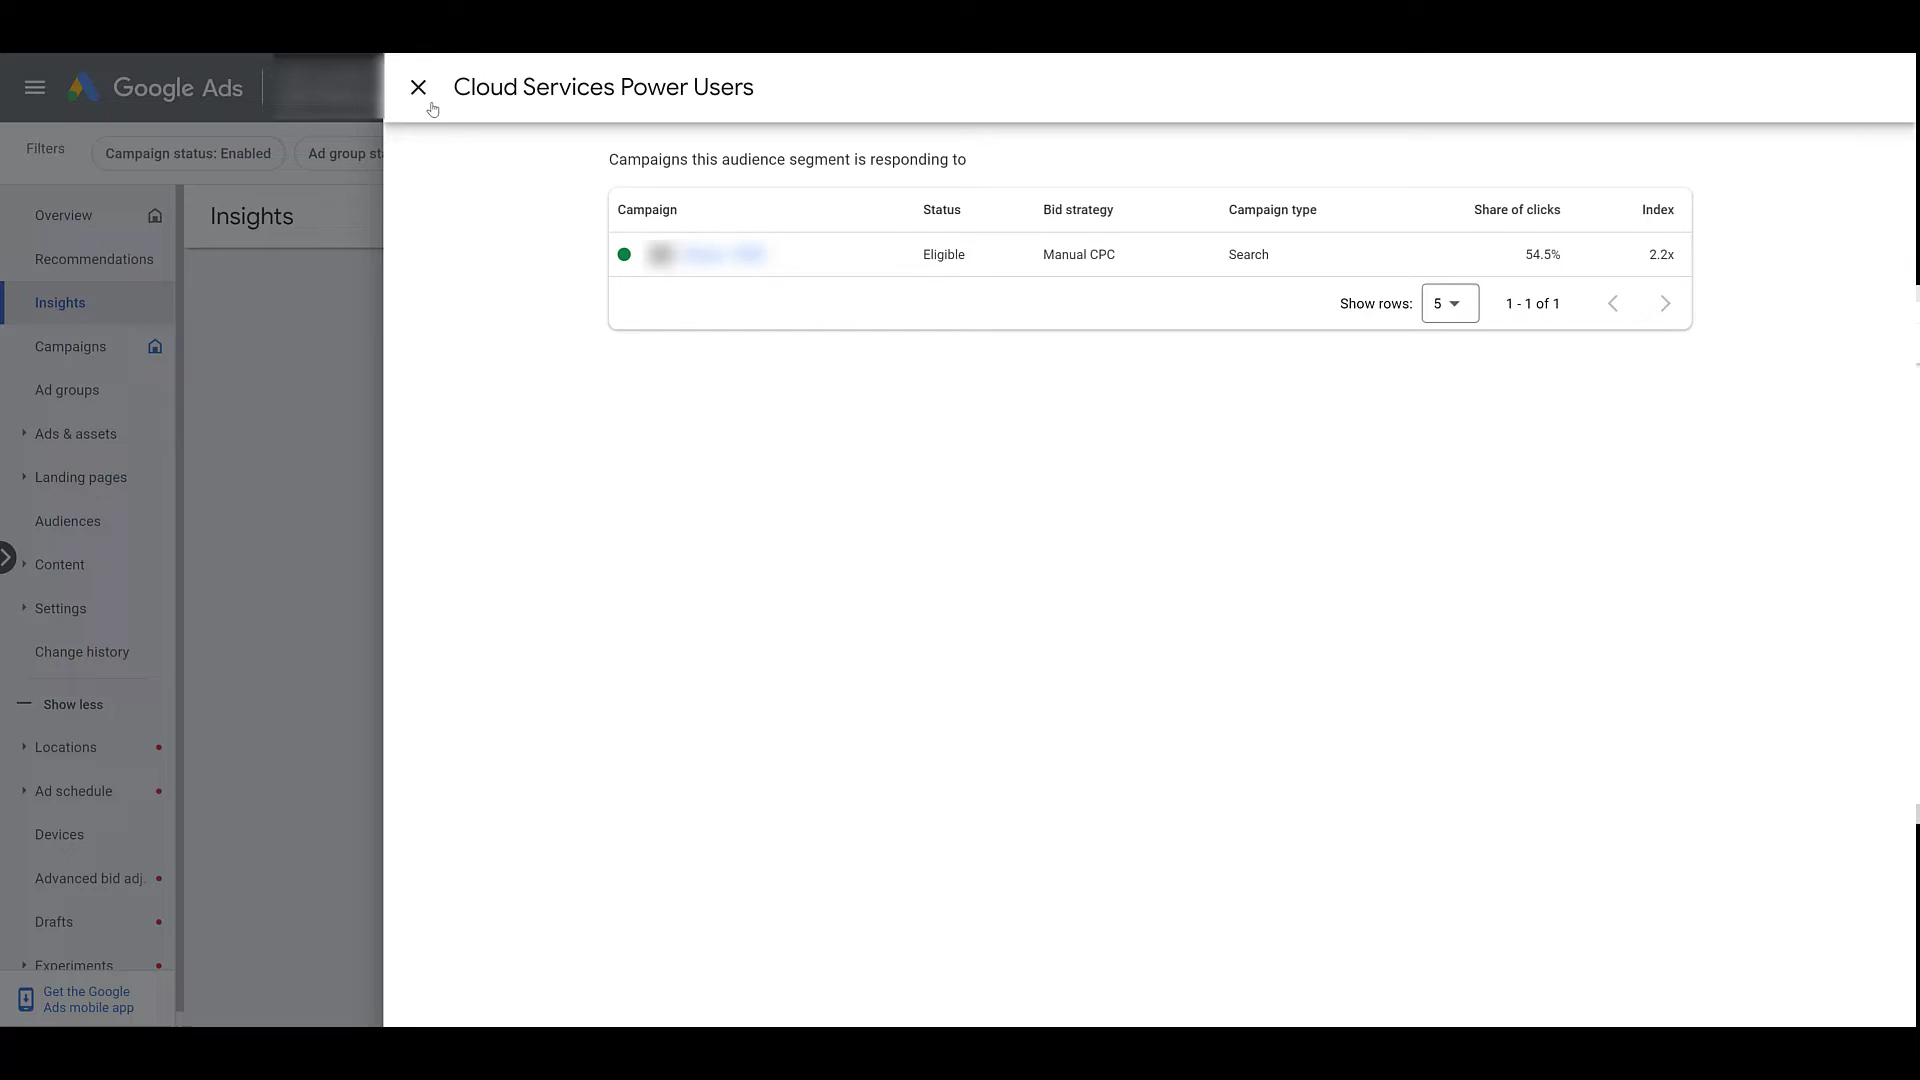 Google Ads
Cloud Services Power Users
Filters
Campaign status: Enabled
Ad group sta
Insights
Overview
Recommendations
Insights
Campaigns
Ad groups
Ads & assets
Landing pages
Audiences
Content
Settings
Change history
Show less
Locations
Ad schedule
Devices
Advanced bid adj.
Drafts
Experiments
Get the Google
Ads mobile app
Campaigns this audience segment is responding to
Campaign Status Bid strategy Campaign type Share of clicks Index
Eligible Manual CPC Search 54.5% 2.2x
Show rows: 5 1 - 1 of 1